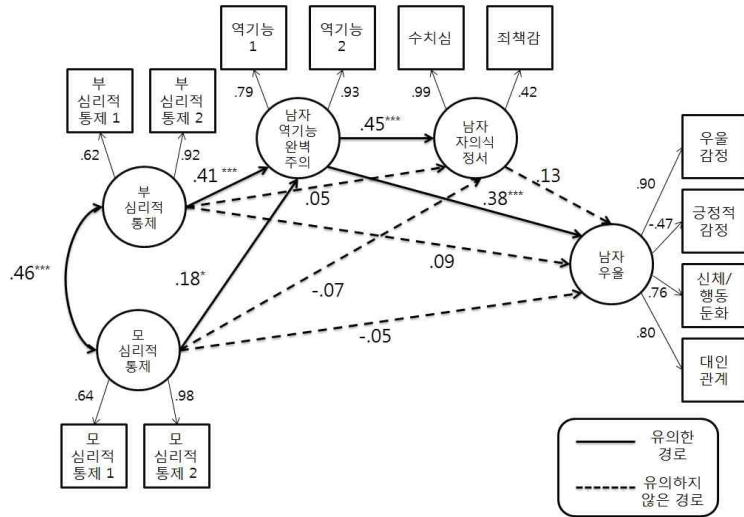 역기능
1
역기능
2
수치심
죄책감
부
심리적
통제 1
부
심리적
통제 2
.79
.93
.99
.42
남자
역기능
완벽
주의
.45***
남자
자의식
정서
우울
감정
.62
.92
.41 ***
.05
.13
.90
부
심리적
통제
.38***
긍정적
감정
-.47
.46***
.18*
-.07
.09
남자
우울
신체/
행동
둔화
.76
모
심리적
통제
-.05
.80
대인
관계
.64
.98
모
심리적
통제 1
모
심리적
통제 2
유의한
경로
유의하지
않은 경로